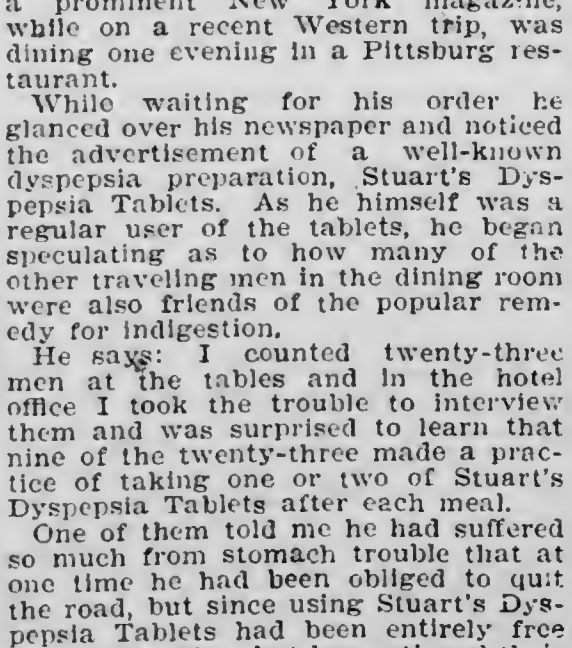 a prominent New York magazine,
while on a recent Western trip, was
dining one evening in a Pittsburg res-
taurant.
While waiting for his order he
glanced over his newspaper and noticed
the advertisement of a well-known
dyspepsia preparation, Stuart's Dys-
pepsia Tablets. As he himself was a
regular user of the tablets, he began
speculating as to how many of the
other traveling men in the dining room
were also friends of the popular rem-
edy for indigestion.
He says: I counted twenty-three
men at the tables and in the hotel
office I took the trouble to interview
them and was surprised to learn that
nine of the twenty-three made a prac-
tice of taking one or two of Stuart's
Dyspepsia Tablets after each meal.
One of them told me he had suffered
so much from stomach trouble that at
one time he had been obliged to quit
the road, but since using Stuart's Dys-
pepsia Tablets had been entirely free